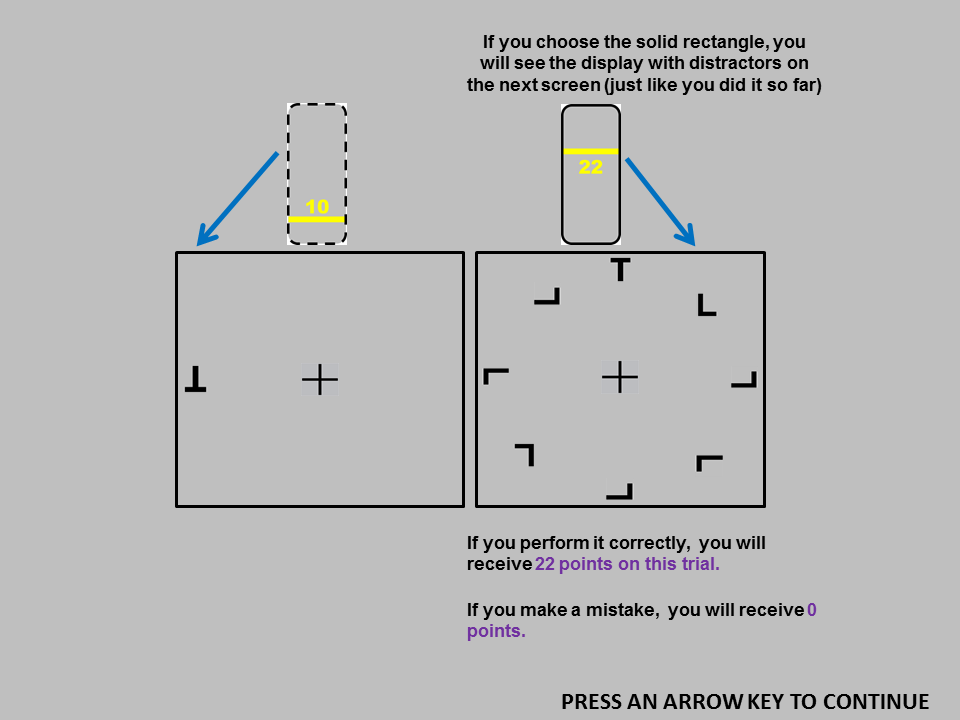 If you choose the solid rectangle, you
will see the display with distractors on
the next screen (just like you did it so far)
10
22
T
L
T
If you perform it correctly, you will
receive 22 points on this trial.
If you make a mistake, you will receive 0
points.
PRESS AN ARROW KEY TO CONTINUE